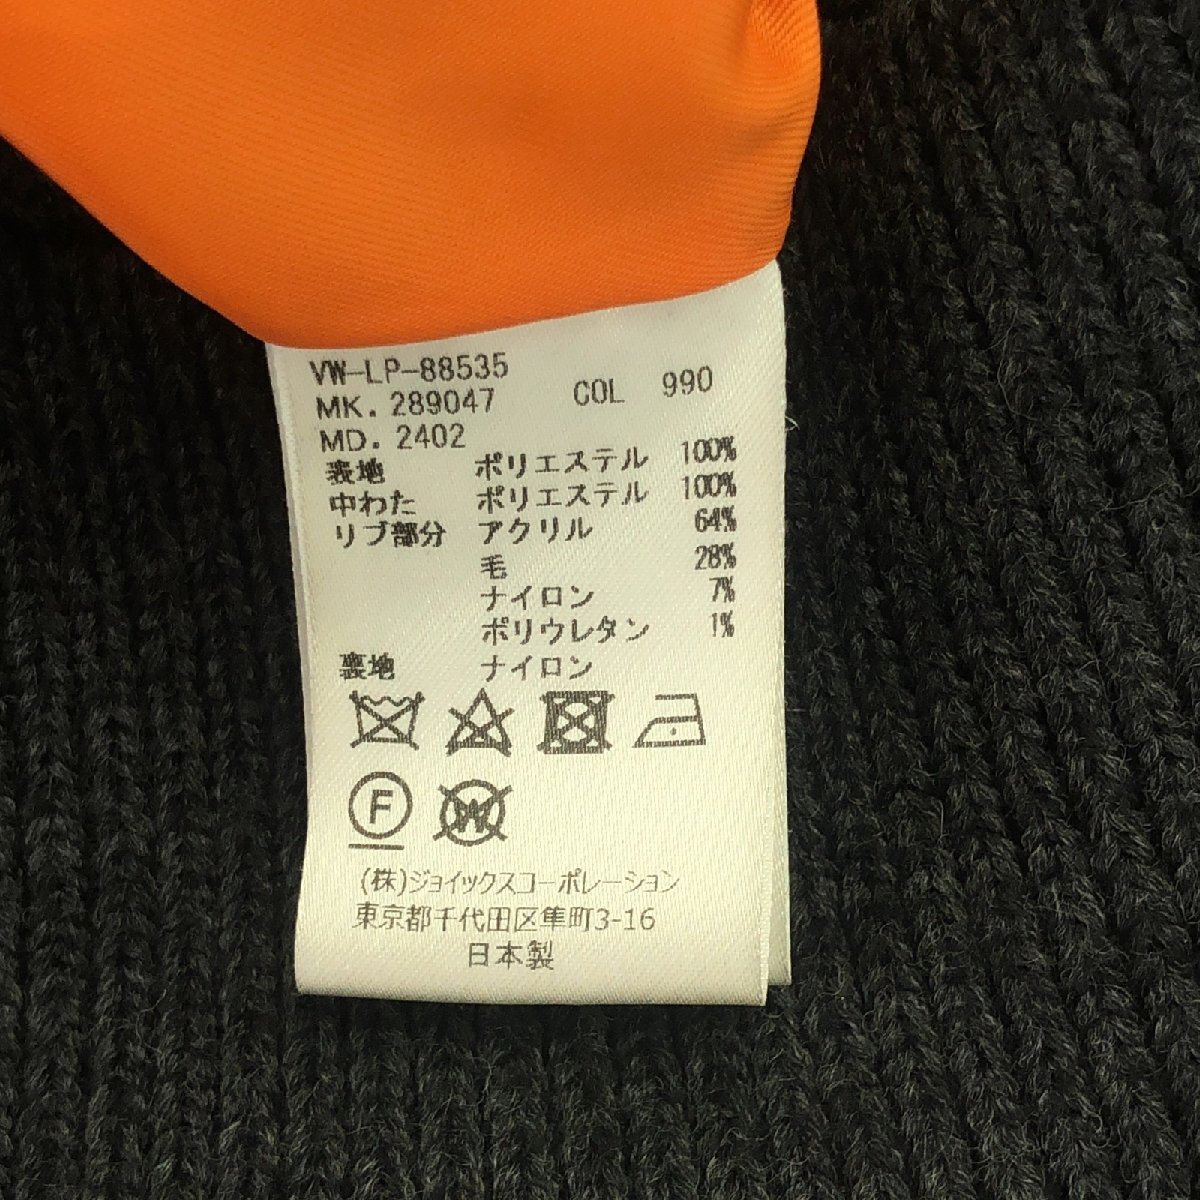 VW-LP-88535
MK. 289047 COL 990
MD. 2402
表地 ポリエステル 100%
中わた ポリエステル 100%
リブ部分 アクリル 64%
毛 28%
ナイロン 7%
ポリウレタン 1%
裏地 ナイロン
F W
(株)ジョイックスコーポレーション
東京都千代田区隼町3-16
日本製